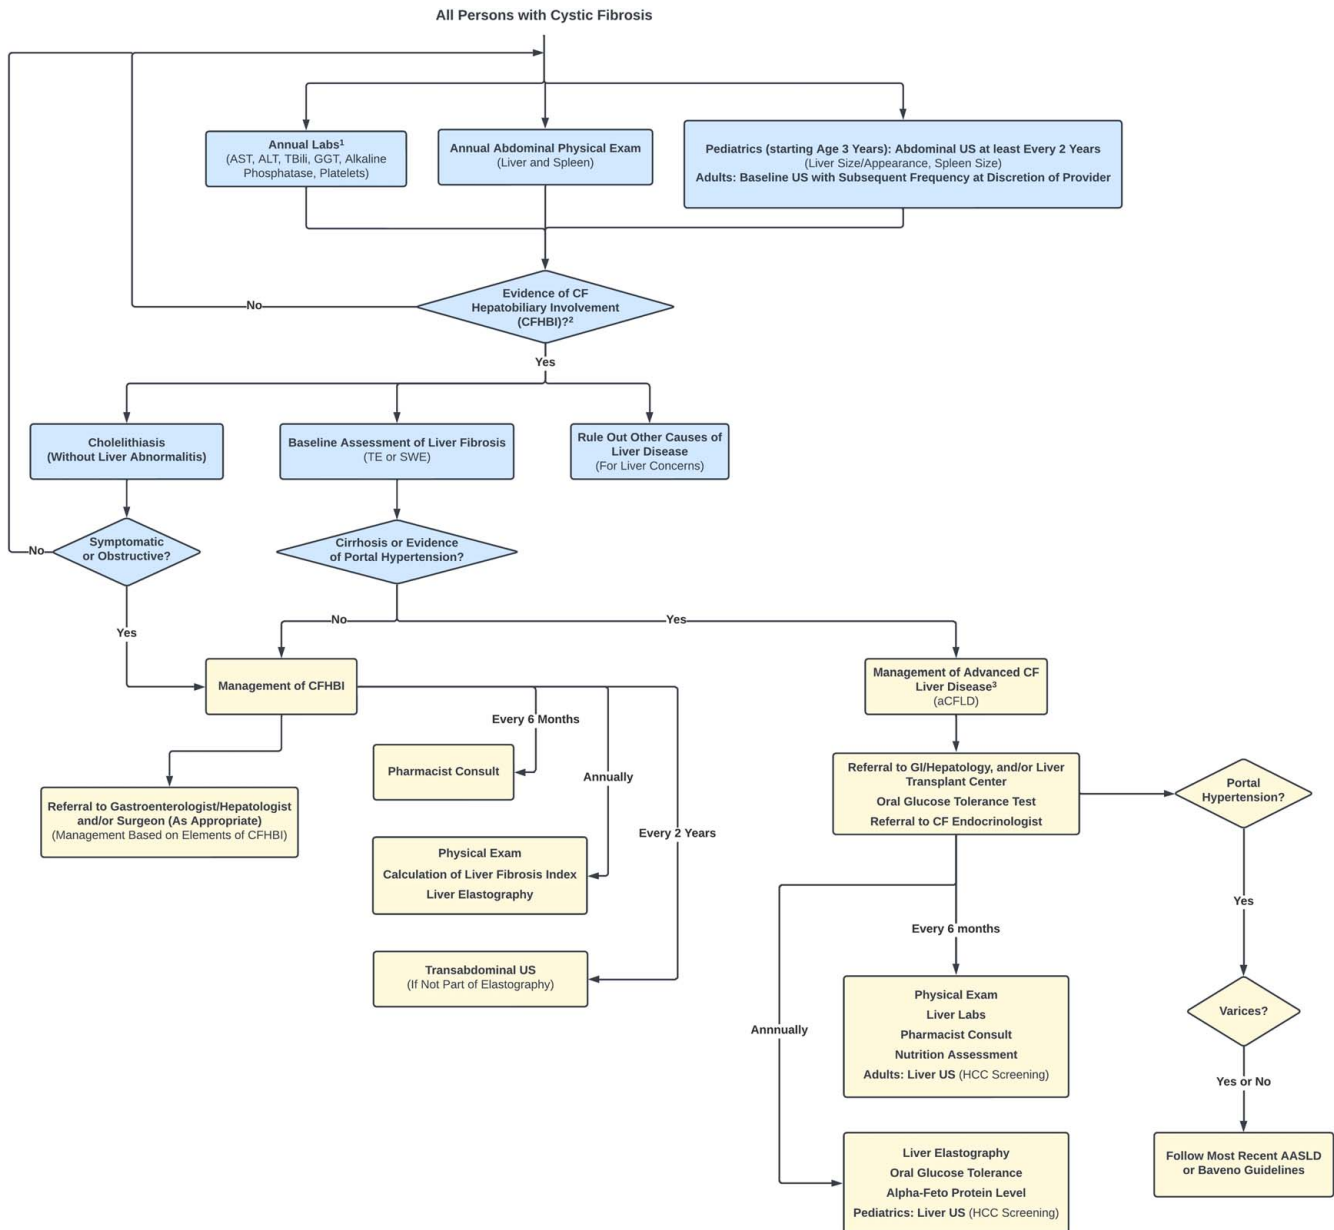 All Persons with Cystic Fibrosis
Annual Labs¹
(AST, ALT, TBili, GGT, Alkaline
Phosphatase, Platelets)
Annual Abdominal Physical Exam
(Liver and Spleen)
Pediatrics (starting Age 3 Years): Abdominal US at least Every 2 Years
(Liver Size/Appearance, Spleen Size)
Adults: Baseline US with Subsequent Frequency at Discretion of Provider
Evidence of CF
Hepatobiliary Involvement
(CFHBI)?²
No
Yes
Cholelithiasis
(Without Liver Abnormalitis)
Baseline Assessment of Liver Fibrosis
(TE or SWE)
Rule Out Other Causes of
Liver Disease
(For Liver Concerns)
Symptomatic
or Obstructive?
No
Cirrhosis or Evidence
of Portal Hypertension?
Yes
No
Yes
Management of CFHBI
Management of Advanced CF
Liver Disease³
(aCFLD)
Every 6 Months
Pharmacist Consult
Annually
Referral to Gastroenterologist/Hepatologist
and/or Surgeon (As Appropriate)
(Management Based on Elements of CFHBI)
Every 2 Years
Physical Exam
Calculation of Liver Fibrosis Index
Liver Elastography
Transabdominal US
(If Not Part of Elastography)
Referral to GI/Hepatology, and/or Liver
Transplant Center
Oral Glucose Tolerance Test
Referral to CF Endocrinologist
Portal
Hypertension?
Yes
Every 6 months
Physical Exam
Liver Labs
Pharmacist Consult
Nutrition Assessment
Adults: Liver US (HCC Screening)
Annnually
Varices?
Yes or No
Liver Elastography
Oral Glucose Tolerance
Alpha-Feto Protein Level
Pediatrics: Liver US (HCC Screening)
Follow Most Recent AASLD
or Baveno Guidelines